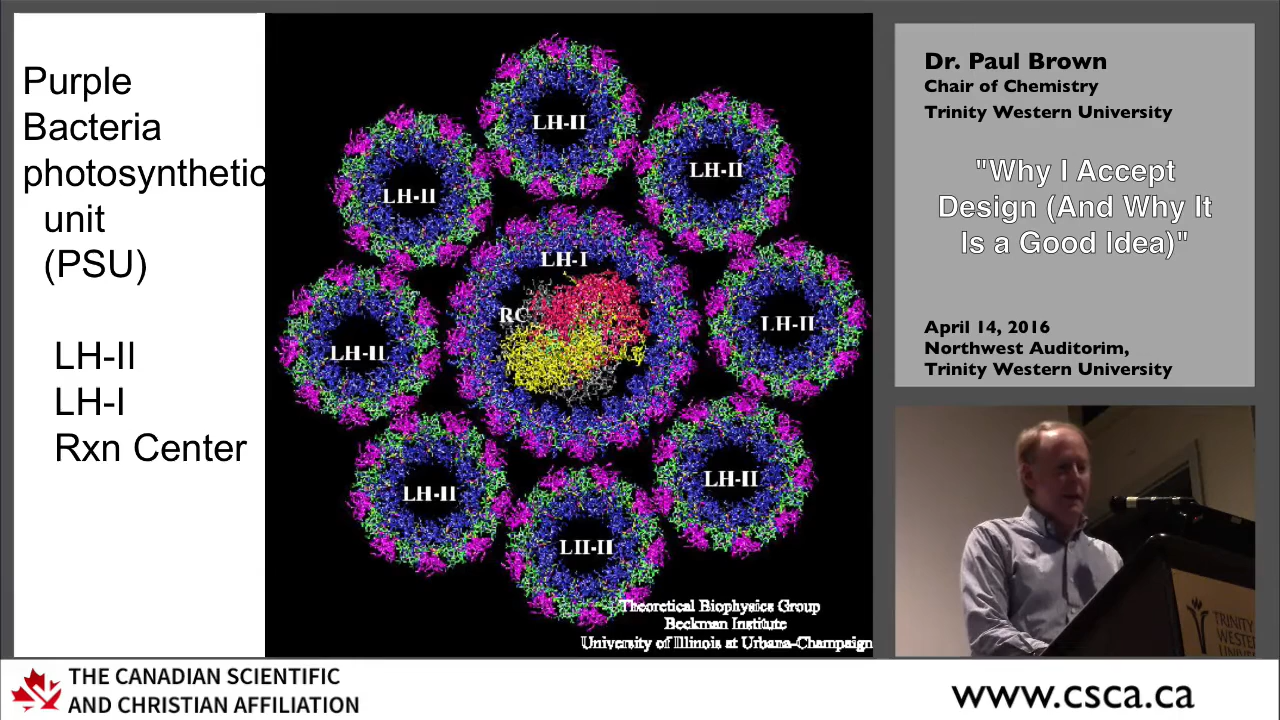 Purple
Bacteria
photosynthetic
unit
(PSU)
LH-II
LH-I
Rxn Center
LH-II
LH-II
LH-II
LH-I
RC
LH-II
LH-II
LH-II
LH-II
LH-II
Theoretical Biophysics Group
Beckman Institute
University of Illinois at Urbana-Champaign
Dr. Paul Brown
Chair of Chemistry
Trinity Western University
"Why I Accept
Design (And Why It
Is a Good Idea)"
April 14, 2016
Northwest Auditorim,
Trinity Western University
TRINITY
WESTERN
THE CANADIAN SCIENTIFIC
AND CHRISTIAN AFFILIATION
www.csca.ca